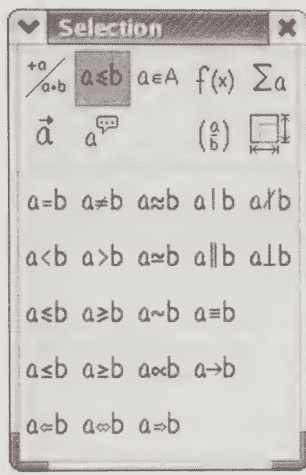 Selection
+a/a+b a≤b a∈A f(x) Σa
a⃗ a (a/b)
a=b a≠b a≈b a|b a∤b
a<b a>b a≃b a∥b a⊥b
a⩽b a⩾b a~b a≡b
a≤b a≥b a∝b a→b
a⇐b a⇔b a⇒b